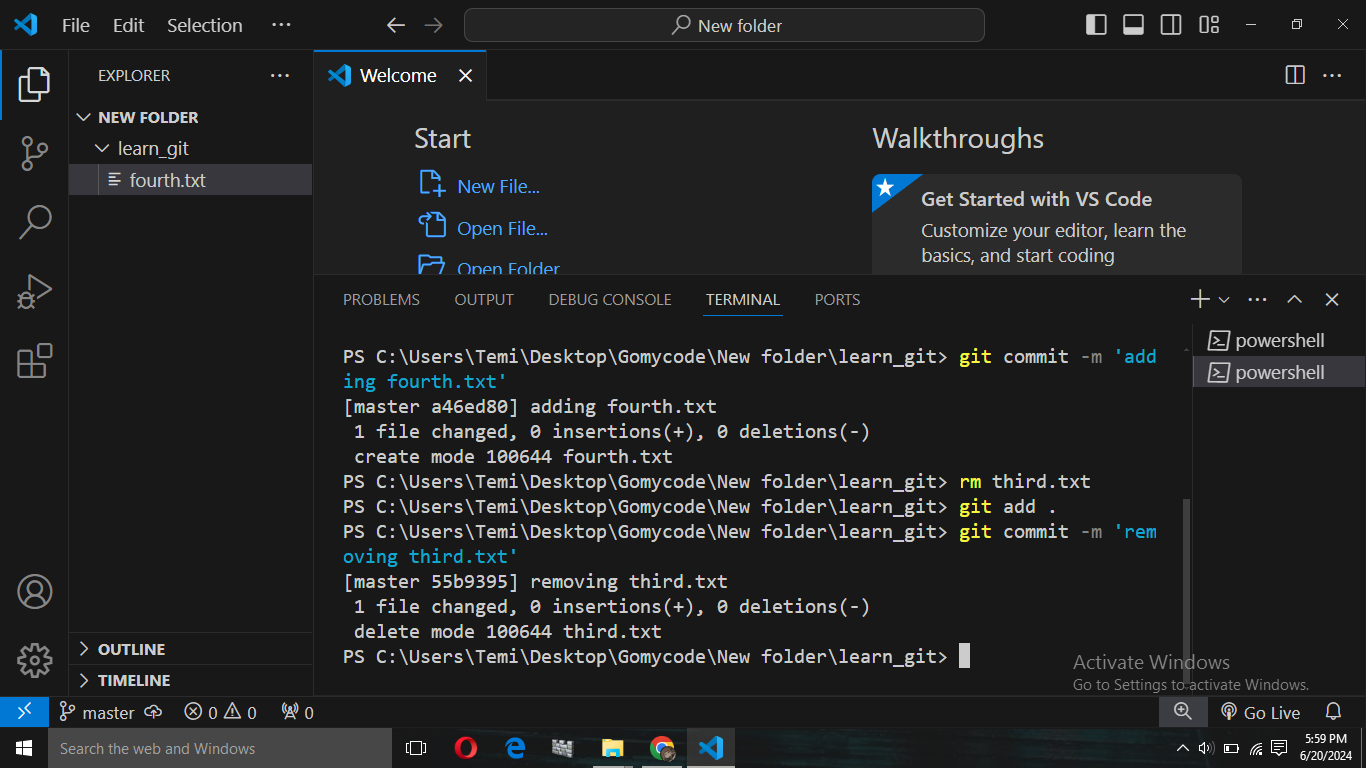 File Edit Selection ··· New folder
EXPLORER ··· Welcome
NEW FOLDER
learn_git
fourth.txt
Start
New File...
Open File...
Open Folder
Walkthroughs
Get Started with VS Code
Customize your editor, learn the
basics, and start coding
PROBLEMS OUTPUT DEBUG CONSOLE TERMINAL PORTS
PS C:\Users\Temi\Desktop\Gomycode\New folder\learn_git> git commit -m 'add
ing fourth.txt'
[master a46ed80] adding fourth.txt
1 file changed, 0 insertions(+), 0 deletions(-)
create mode 100644 fourth.txt
PS C:\Users\Temi\Desktop\Gomycode\New folder\learn_git> rm third.txt
PS C:\Users\Temi\Desktop\Gomycode\New folder\learn_git> git add .
PS C:\Users\Temi\Desktop\Gomycode\New folder\learn_git> git commit -m 'rem
oving third.txt'
[master 55b9395] removing third.txt
1 file changed, 0 insertions(+), 0 deletions(-)
delete mode 100644 third.txt
PS C:\Users\Temi\Desktop\Gomycode\New folder\learn_git>
powershell
powershell
OUTLINE
TIMELINE
Activate Windows
Go to Settings to activate Windows.
master 0 0 0 Go Live
Search the web and Windows
5:59 PM
6/20/2024